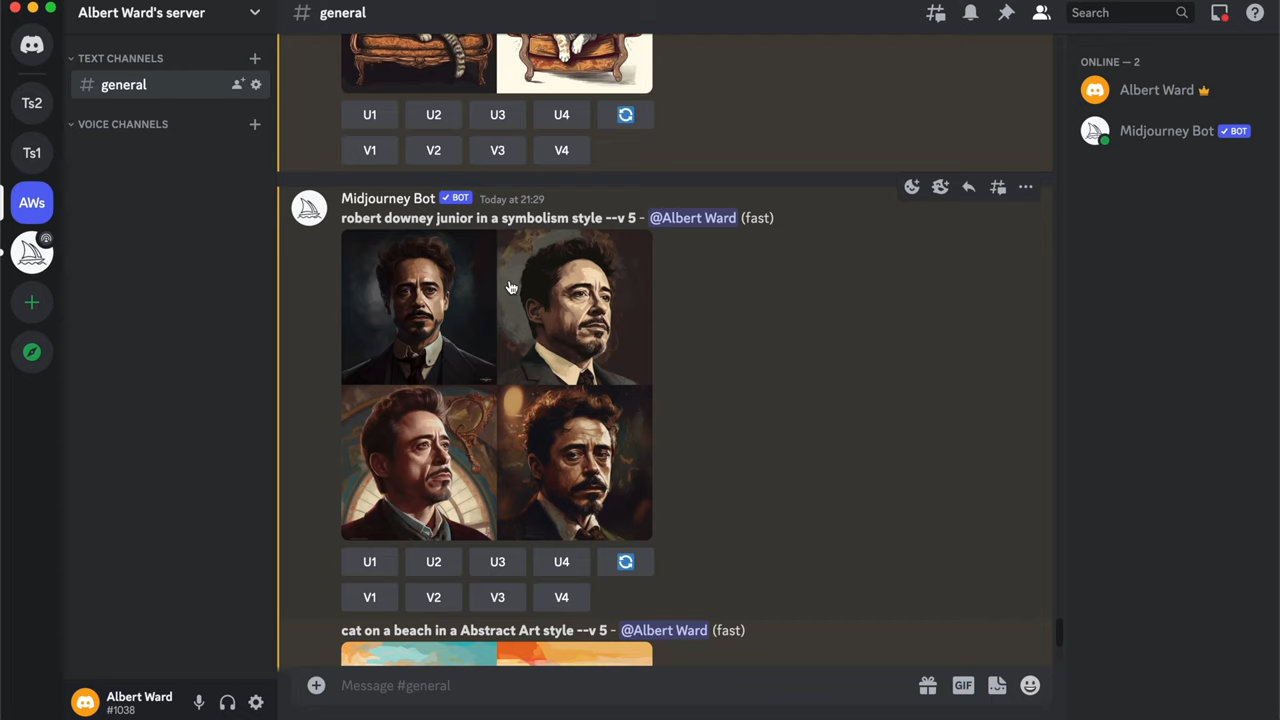 Albert Ward's server
general
Search
TEXT CHANNELS
general
VOICE CHANNELS
Ts2
Ts1
AWs
U1 U2 U3 U4
V1 V2 V3 V4
Midjourney Bot BOT Today at 21:29
robert downey junior in a symbolism style --v 5 - @Albert Ward (fast)
U1 U2 U3 U4
V1 V2 V3 V4
cat on a beach in a Abstract Art style --v 5 - @Albert Ward (fast)
Message #general
GIF
Albert Ward
#1038
ONLINE — 2
Albert Ward
Midjourney Bot BOT